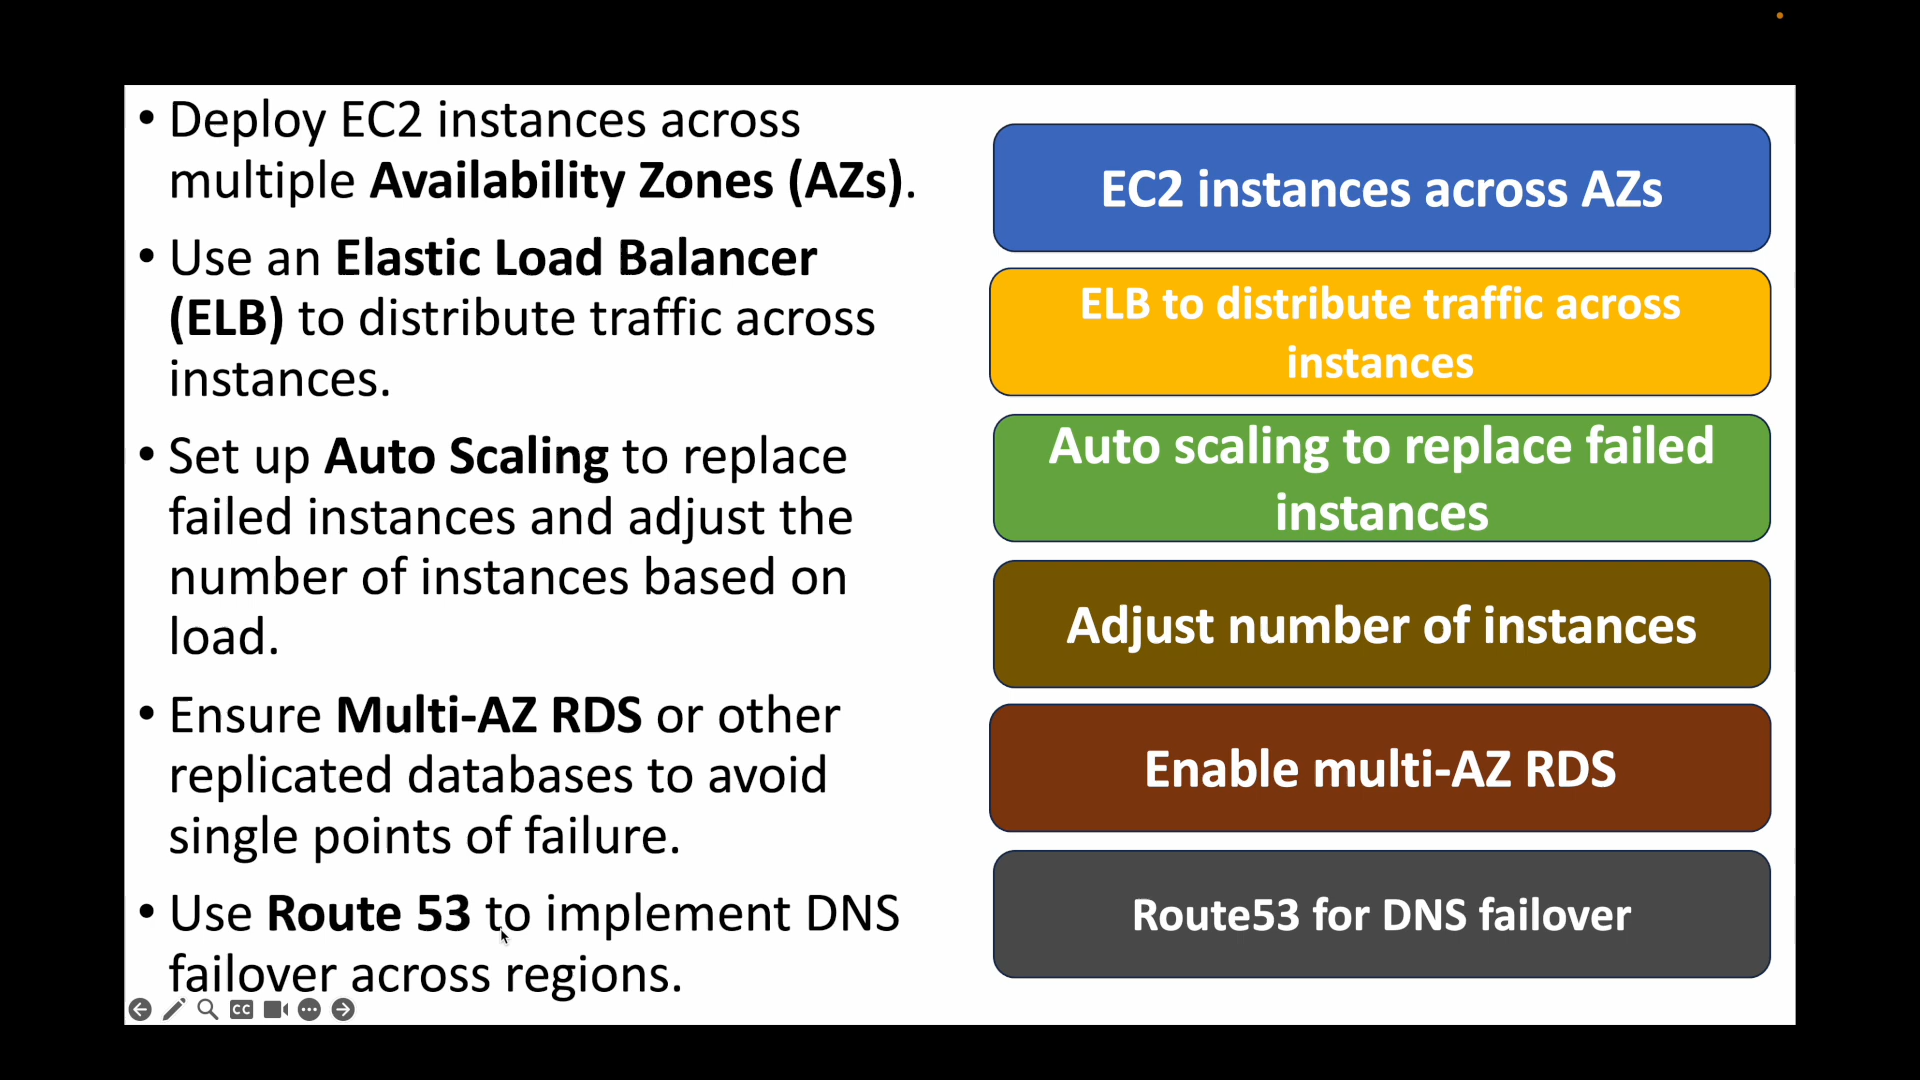 • Deploy EC2 instances across
multiple Availability Zones (AZs).
• Use an Elastic Load Balancer
(ELB) to distribute traffic across
instances.
• Set up Auto Scaling to replace
failed instances and adjust the
number of instances based on
load.
• Ensure Multi-AZ RDS or other
replicated databases to avoid
single points of failure.
• Use Route 53 to implement DNS
failover across regions.
EC2 instances across AZs
ELB to distribute traffic across
instances
Auto scaling to replace failed
instances
Adjust number of instances
Enable multi-AZ RDS
Route53 for DNS failover
CC